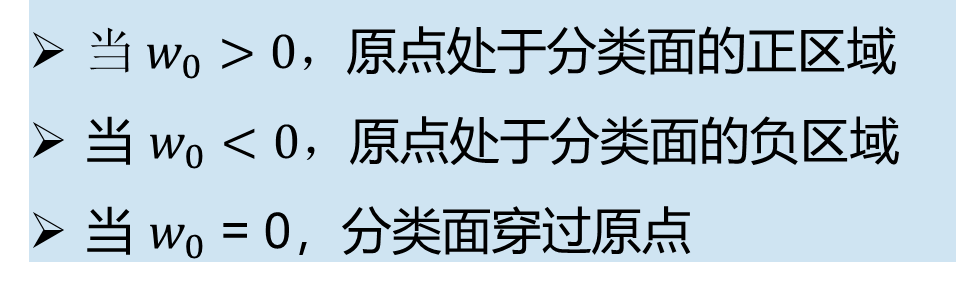 ➢ 当 w₀ > 0，原点处于分类面的正区域
➢ 当 w₀ < 0，原点处于分类面的负区域
➢ 当 w₀ = 0，分类面穿过原点